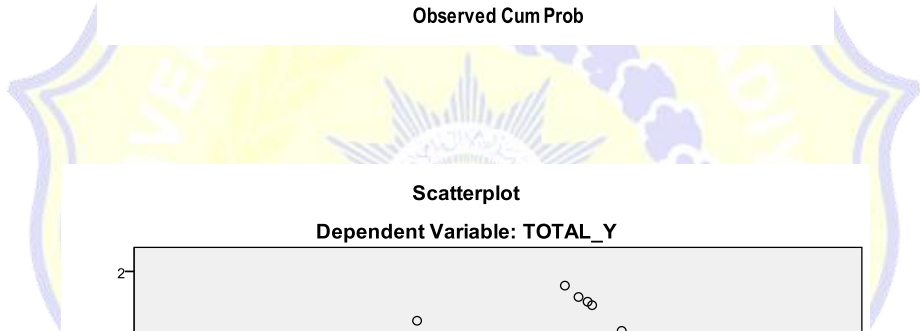 Observed Cum Prob
Scatterplot
Dependent Variable: TOTAL_Y
2